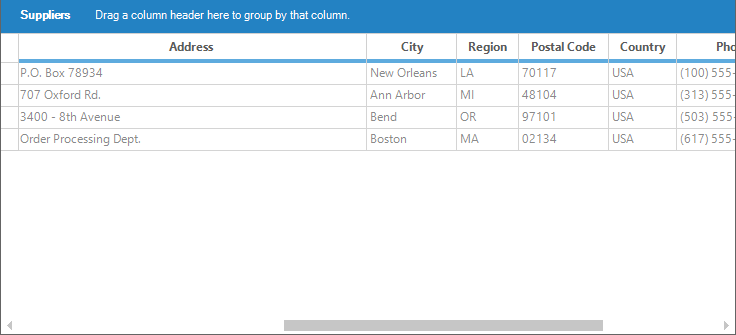 Suppliers Drag a column header here to group by that column.
Address City Region Postal Code Country Pho
P.O. Box 78934 New Orleans LA 70117 USA (100) 555-
707 Oxford Rd. Ann Arbor MI 48104 USA (313) 555-
3400 - 8th Avenue Bend OR 97101 USA (503) 555-
Order Processing Dept. Boston MA 02134 USA (617) 555-